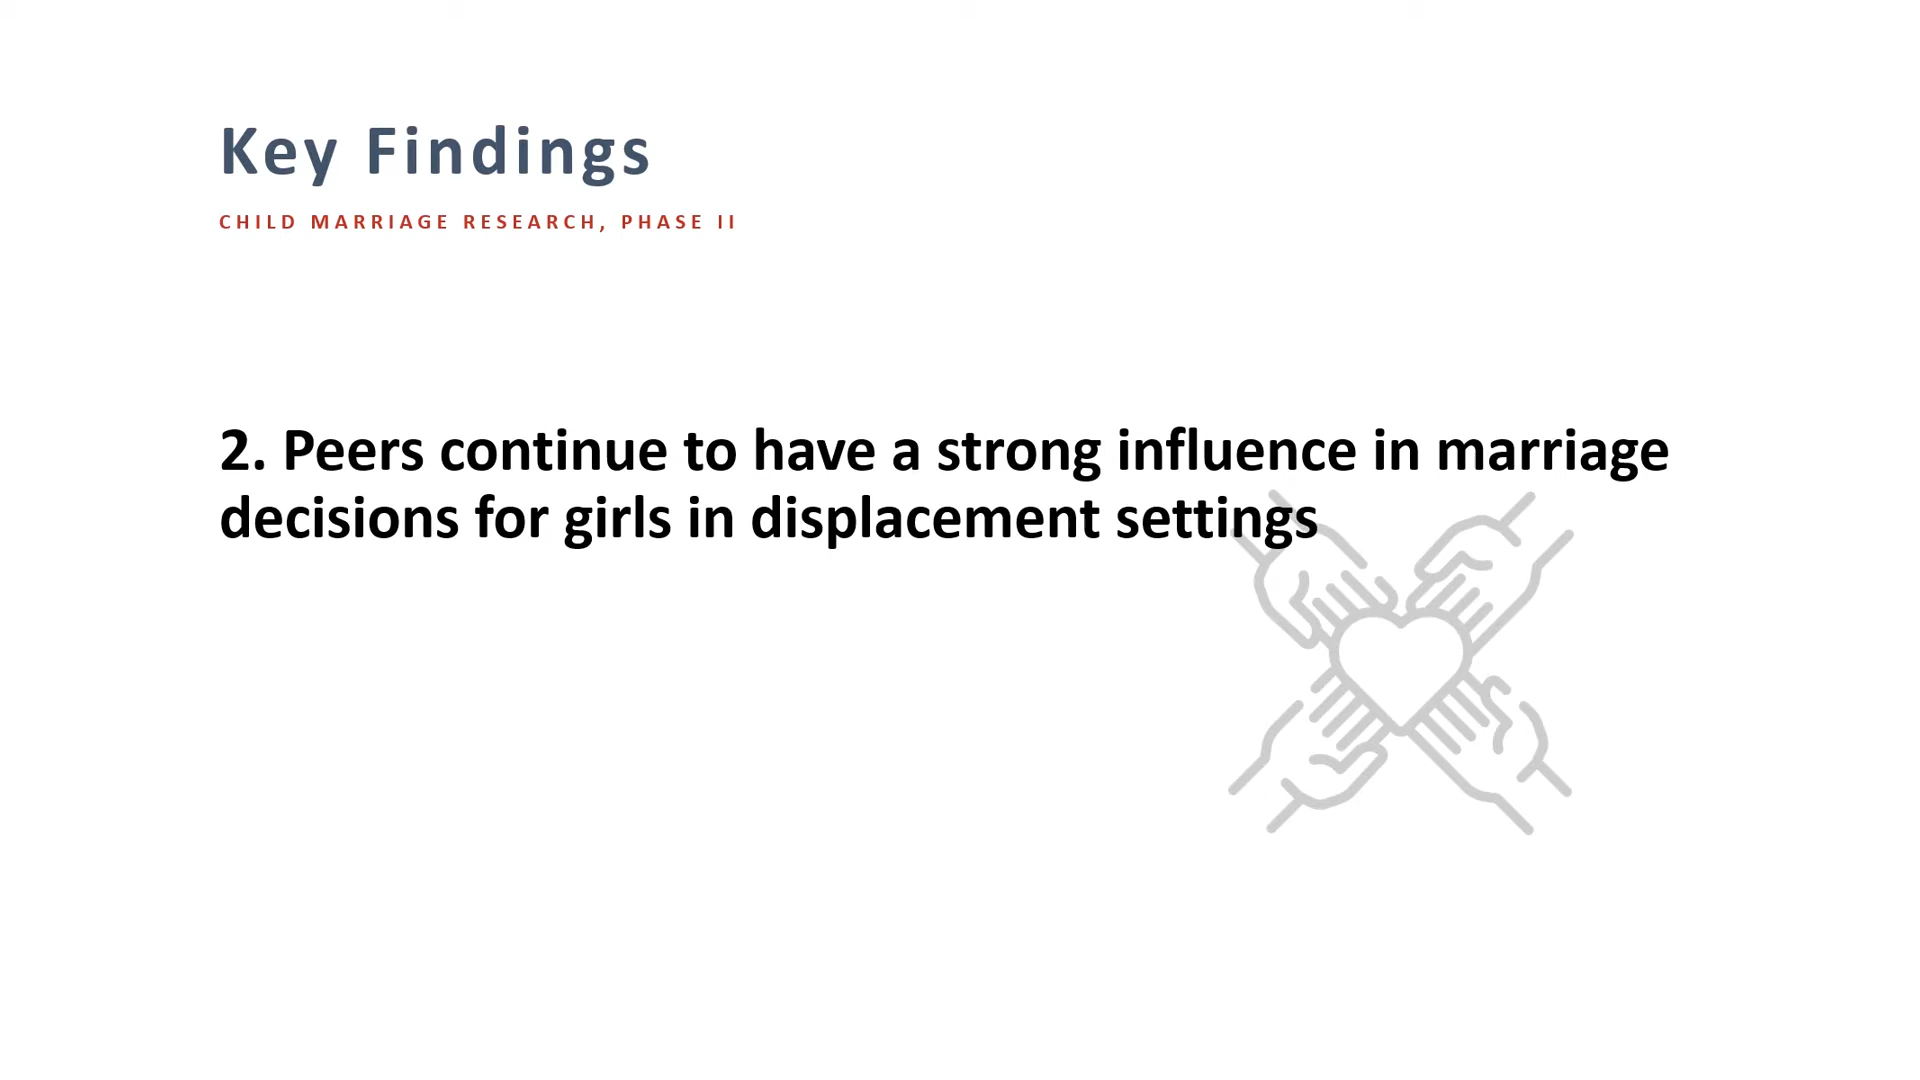 Key Findings
CHILD MARRIAGE RESEARCH, PHASE II
2. Peers continue to have a strong influence in marriage
decisions for girls in displacement settings